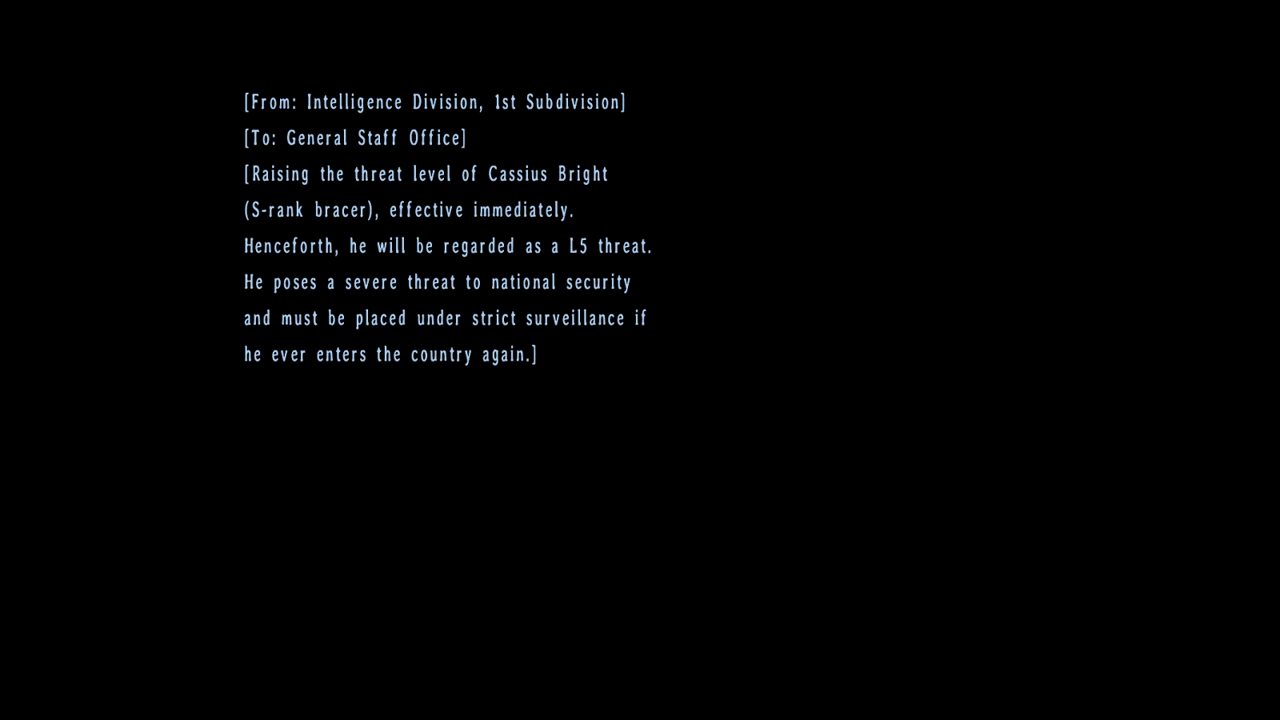 [From: Intelligence Division, 1st Subdivision]
[To: General Staff Office]
[Raising the threat level of Cassius Bright
(S-rank bracer), effective immediately.
Henceforth, he will be regarded as a L5 threat.
He poses a severe threat to national security
and must be placed under strict surveillance if
he ever enters the country again.]